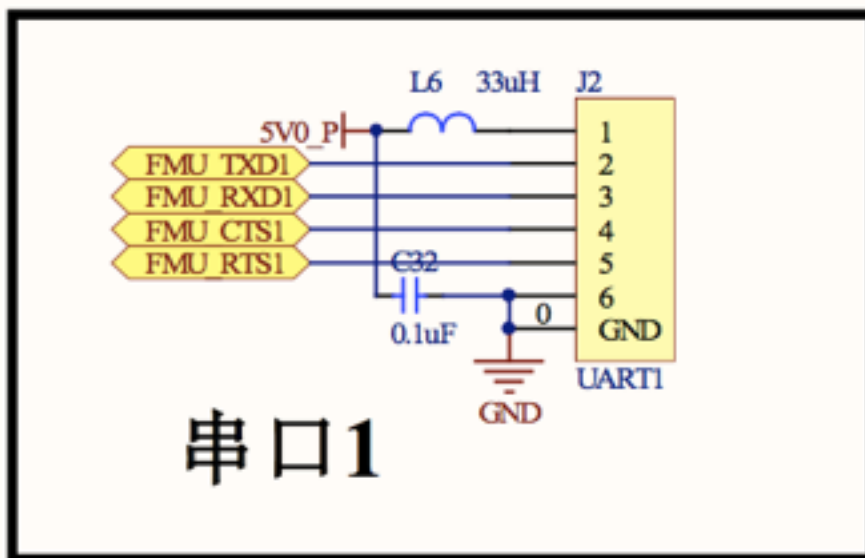 L6 33uH J2
5V0_P 1
FMU_TXD1 2
FMU_RXD1 3
FMU_CTS1 4
FMU_RTS1 5
C32
6
0
GND
0.1uF
UART1
GND
串口1